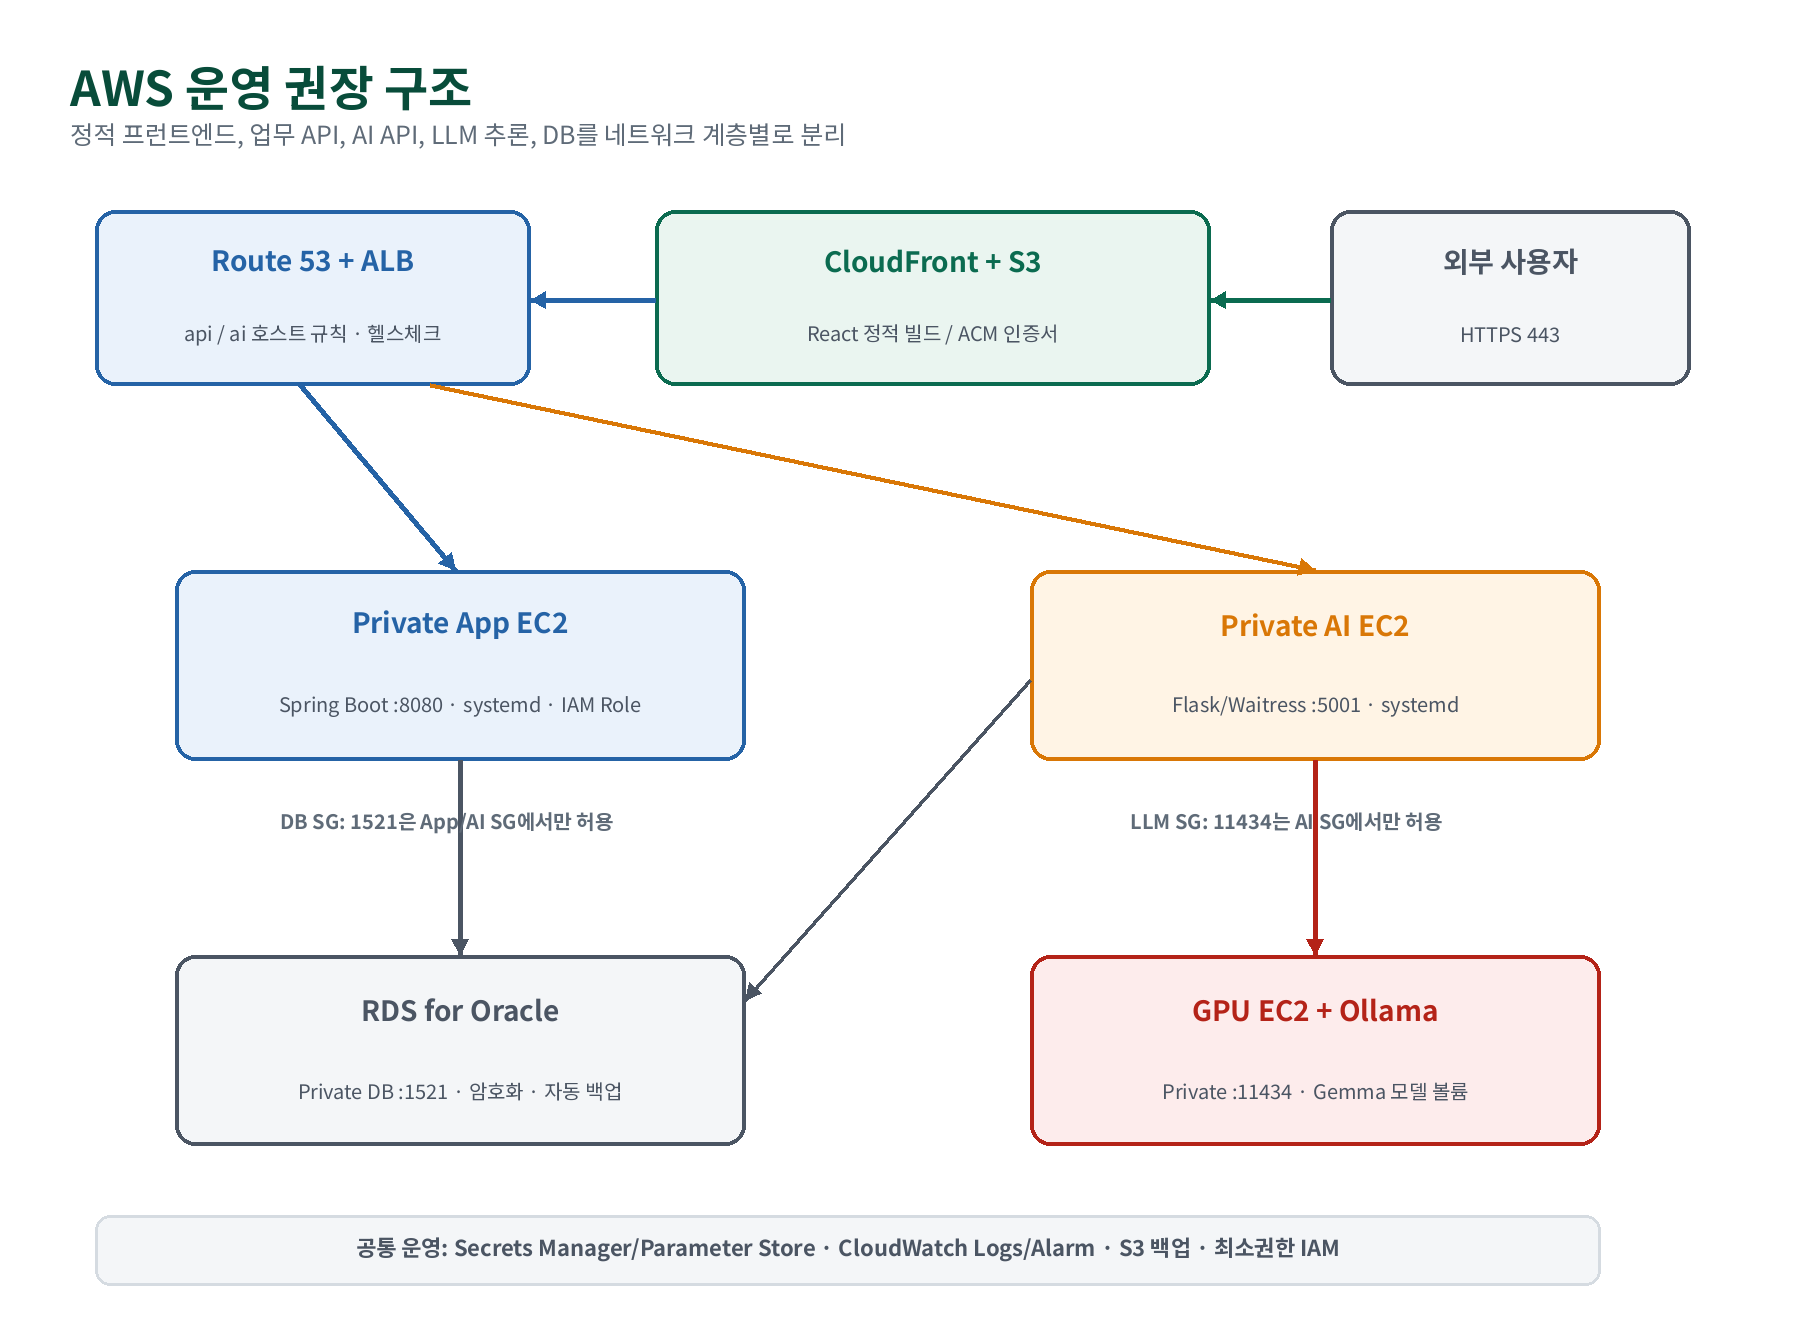 AWS 운영 권장 구조
정적 프런트엔드, 업무 API, AI API, LLM 추론, DB를 네트워크 계층별로 분리
Route 53 + ALB
api / ai 호스트 규칙 · 헬스체크
CloudFront + S3
React 정적 빌드 / ACM 인증서
외부 사용자
HTTPS 443
Private App EC2
Spring Boot :8080 · systemd · IAM Role
Private AI EC2
Flask/Waitress :5001 · systemd
DB SG: 1521은 App/AI SG에서만 허용
LLM SG: 11434는 AI SG에서만 허용
RDS for Oracle
Private DB :1521 · 암호화 · 자동 백업
GPU EC2 + Ollama
Private :11434 · Gemma 모델 볼륨
공통 운영: Secrets Manager/Parameter Store · CloudWatch Logs/Alarm · S3 백업 · 최소권한 IAM